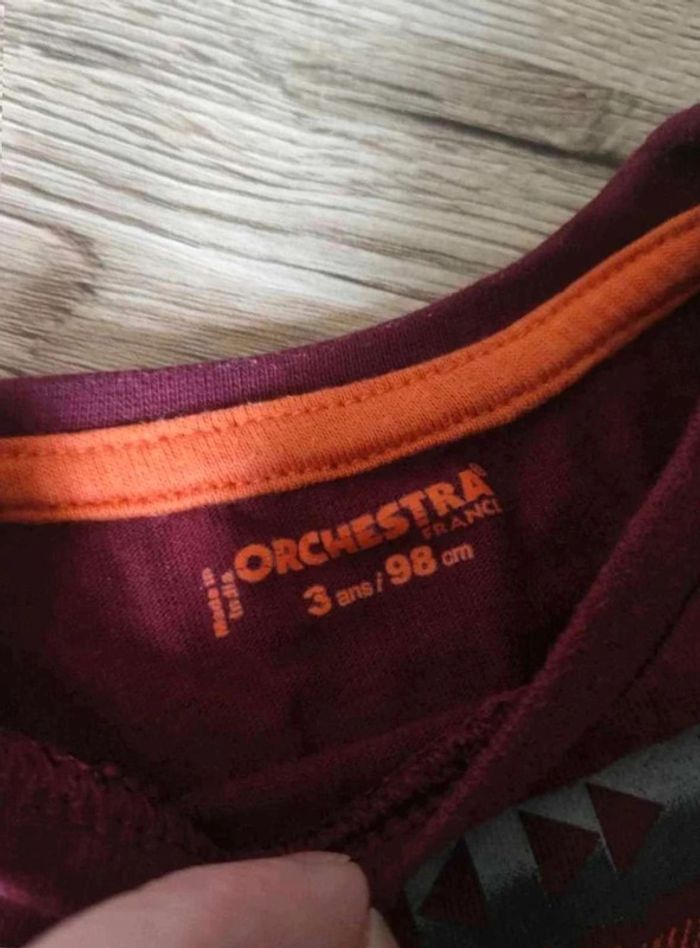 ORCHESTRA®
FRANCE
3 ans / 98 cm
Made in
India